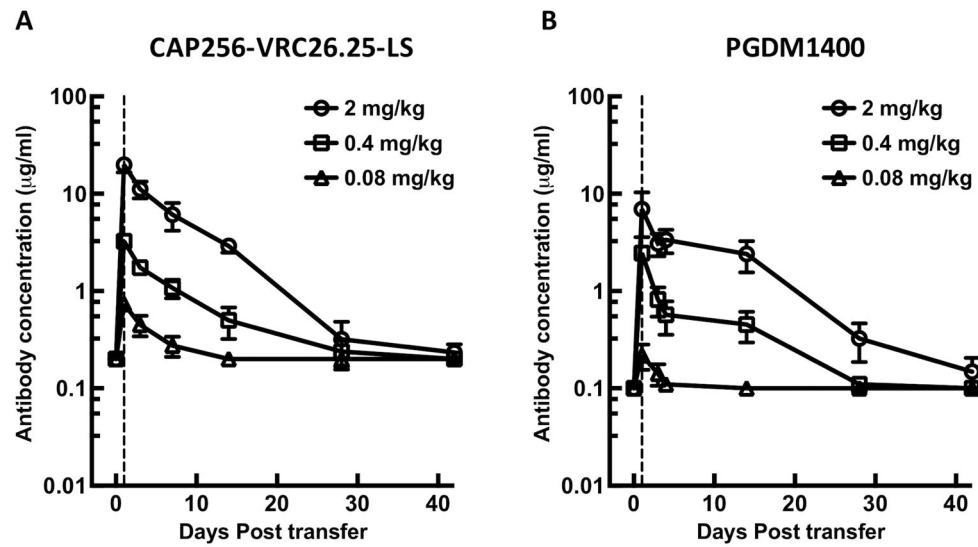 A
CAP256-VRC26.25-LS
Antibody concentration (μg/ml)
100
10
1
0.1
0.01
2 mg/kg
0.4 mg/kg
0.08 mg/kg
0
10
20
30
40
Days Post transfer
B
PGDM1400
Antibody concentration (μg/ml)
100
10
1
0.1
0.01
2 mg/kg
0.4 mg/kg
0.08 mg/kg
0
10
20
30
40
Days Post transfer